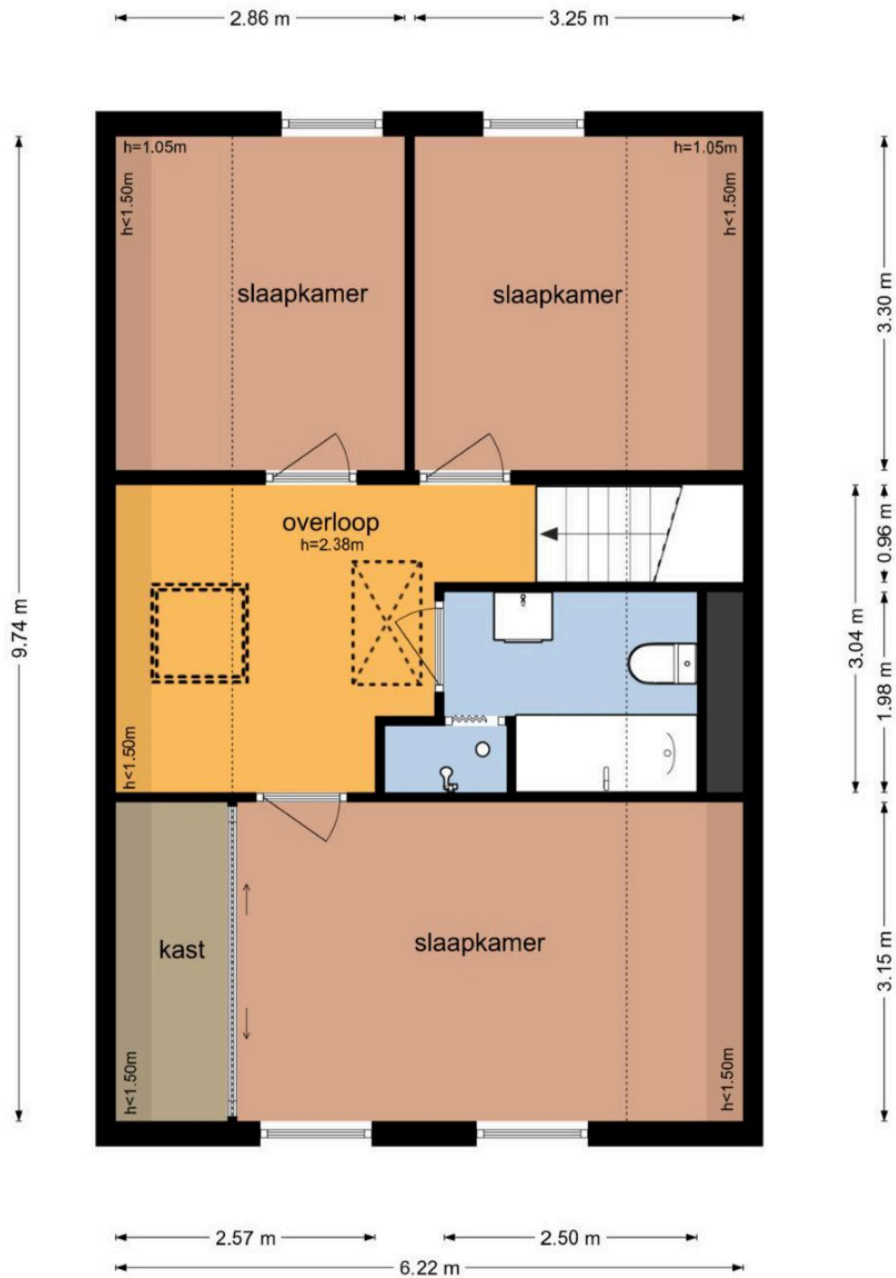 2.86 m
3.25 m
h=1.05m
h=1.05m
h<1.50m
h<1.50m
slaapkamer
slaapkamer
3.30 m
overloop
h=2.38m
0.96 m
9.74 m
3.04 m
1.98 m
h<1.50m
kast
slaapkamer
3.15 m
h<1.50m
h<1.50m
2.57 m
2.50 m
6.22 m